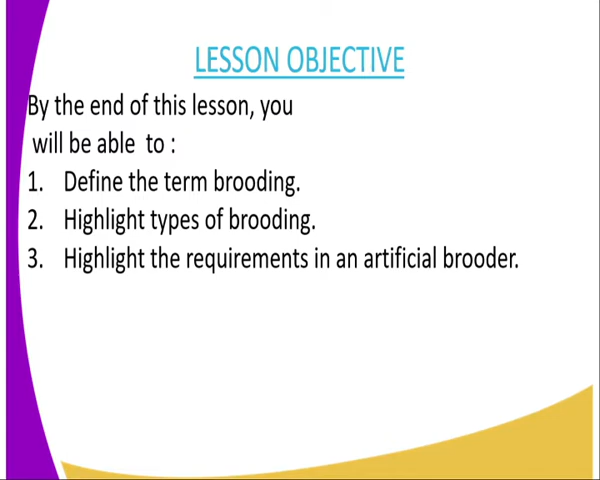 LESSON OBJECTIVE
By the end of this lesson, you
will be able to :
1. Define the term brooding.
2. Highlight types of brooding.
3. Highlight the requirements in an artificial brooder.